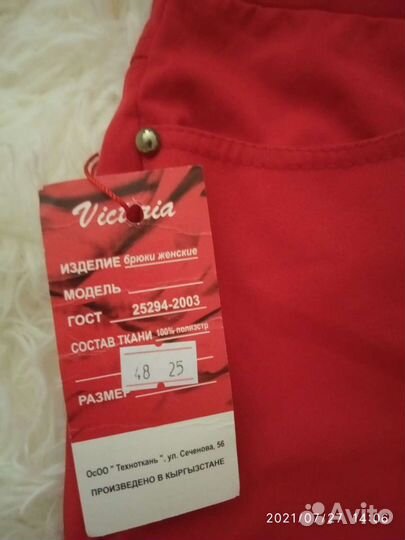 Victoria
ИЗДЕЛИЕ брюки женские
МОДЕЛЬ
ГОСТ 25294-2003
СОСТАВ ТКАНИ 100% полиэстр
48 25
РАЗМЕР
ОсОО " Техноткань ", ул. Сеченова, 56
ПРОИЗВЕДЕНО В КЫРГЫЗСТАНЕ
Avito
2021/07/27 14:06